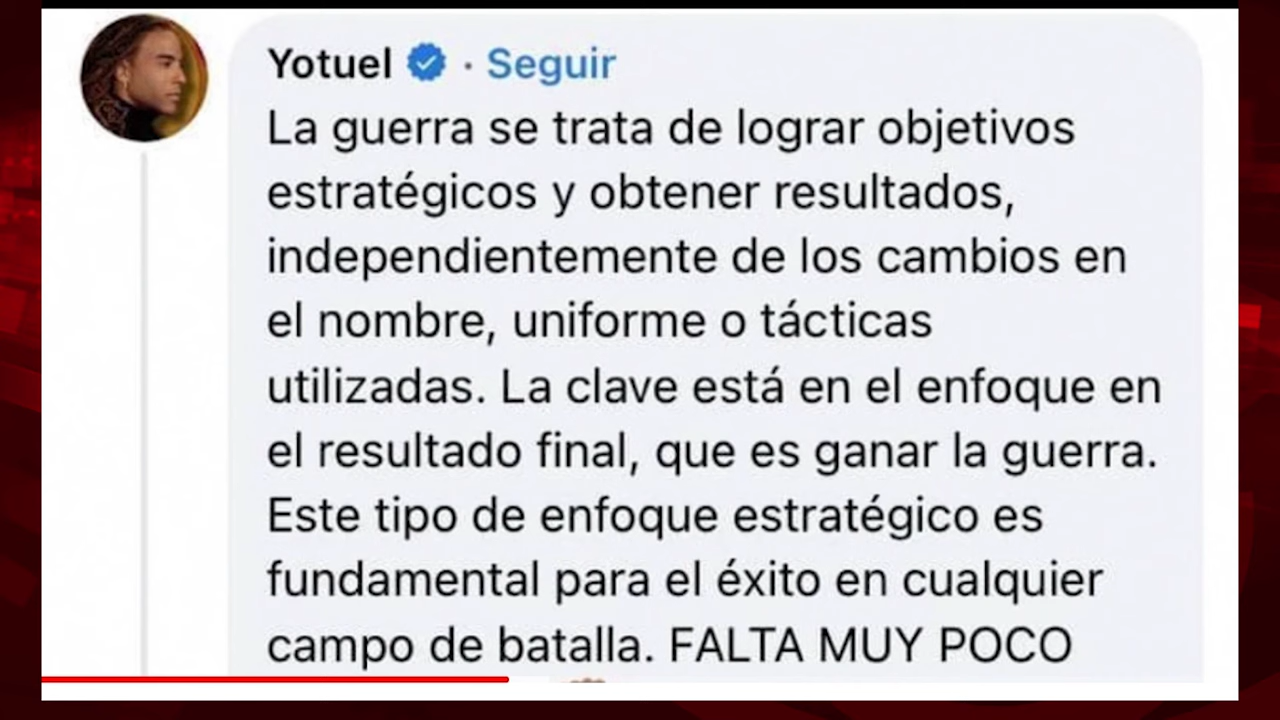 Yotuel · Seguir
La guerra se trata de lograr objetivos
estratégicos y obtener resultados,
independientemente de los cambios en
el nombre, uniforme o tácticas
utilizadas. La clave está en el enfoque en
el resultado final, que es ganar la guerra.
Este tipo de enfoque estratégico es
fundamental para el éxito en cualquier
campo de batalla. FALTA MUY POCO